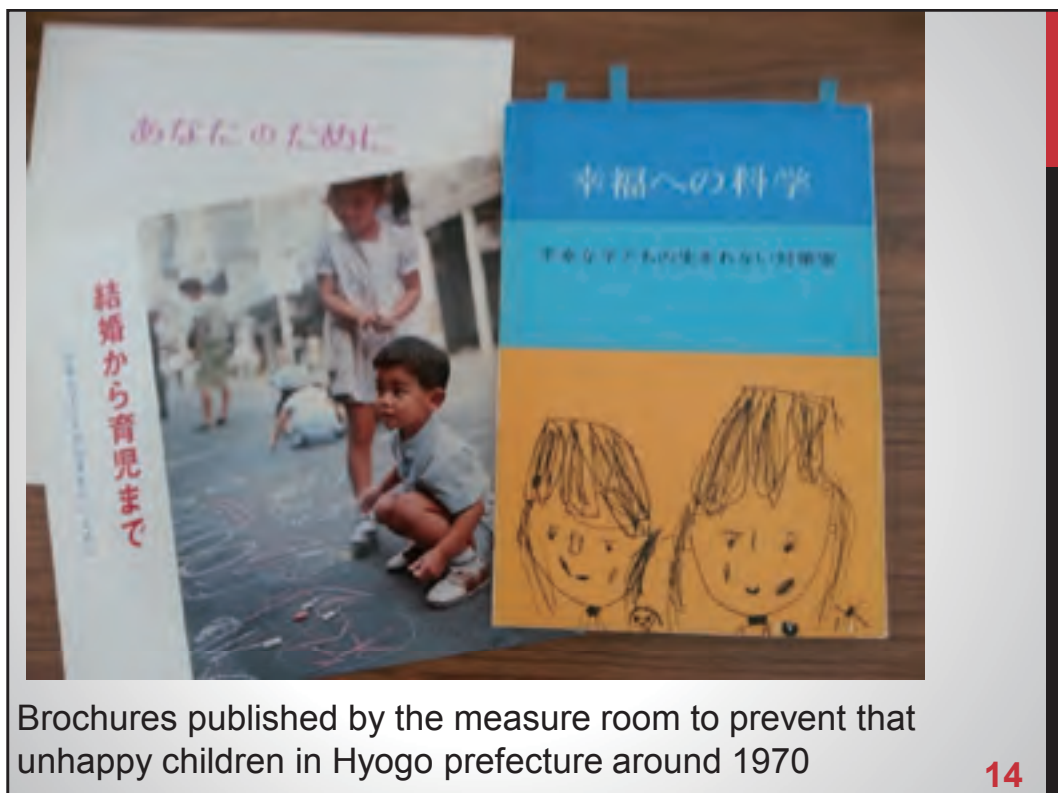 あなたのために
結婚から育児まで
幸福への科学
不幸な子どもの生まれない対策室
Brochures published by the measure room to prevent that
unhappy children in Hyogo prefecture around 1970
14